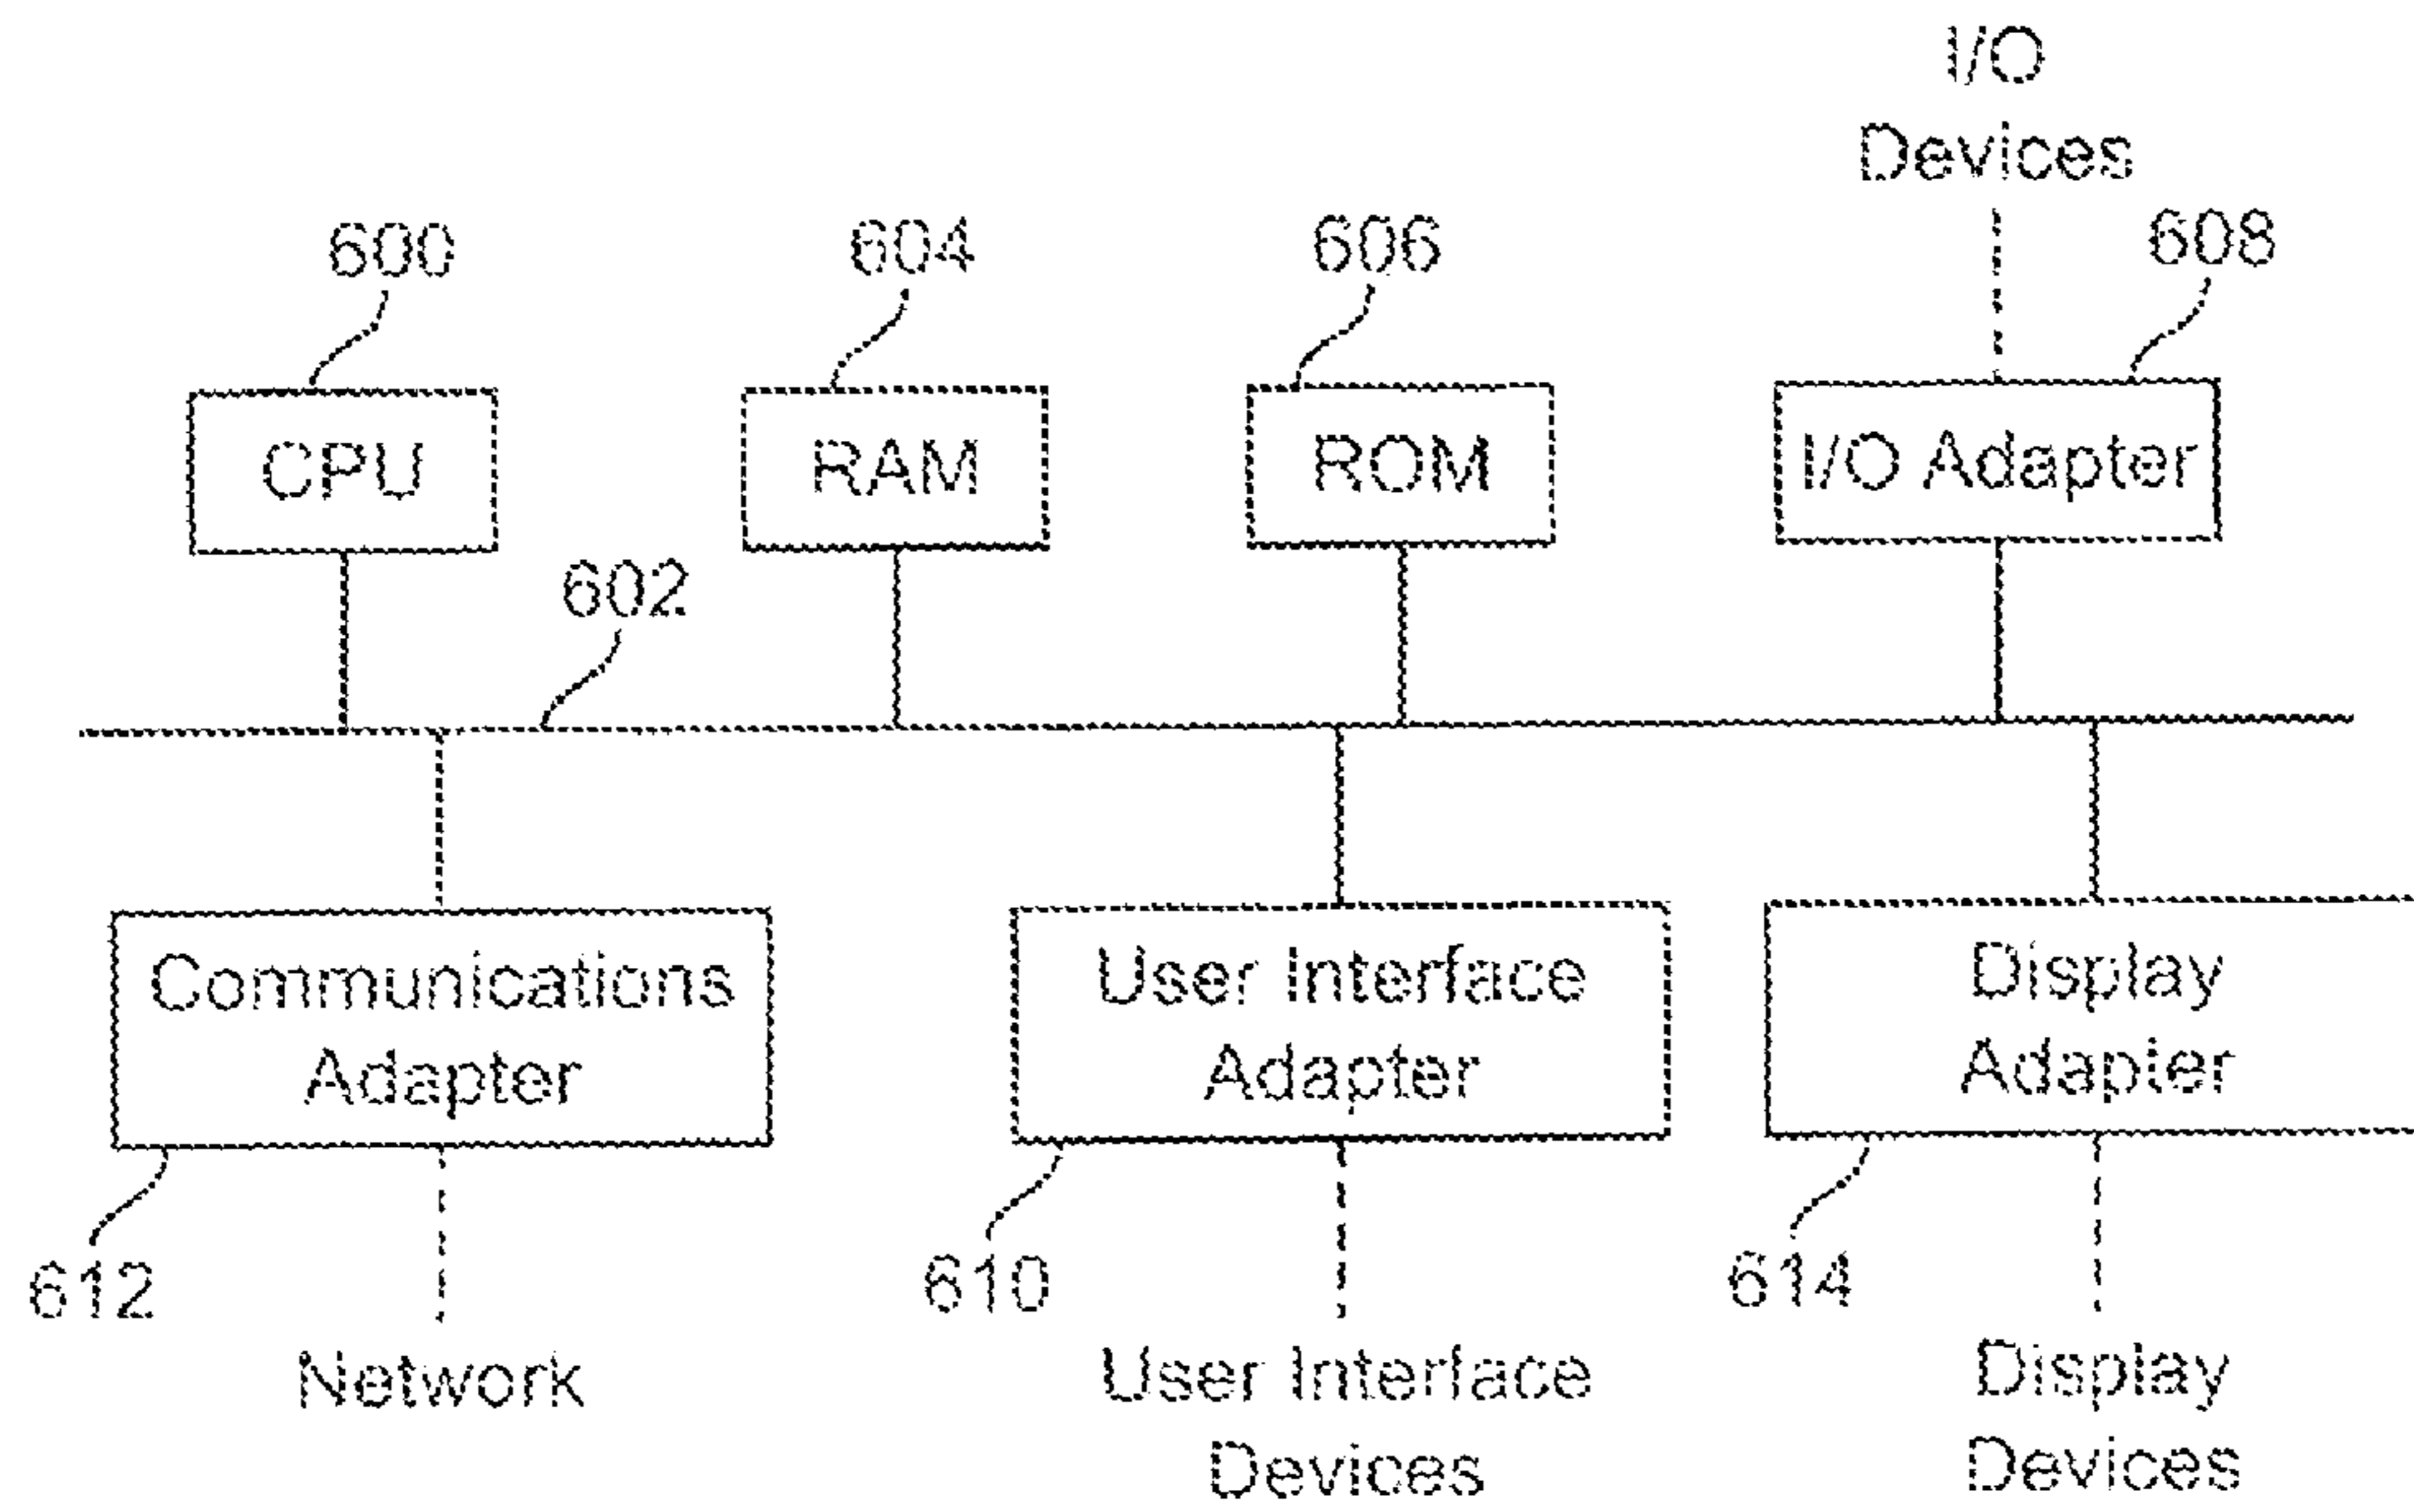 I/O
Devices
600
604
606
608
CPU
RAM
ROM
I/O Adapter
602
Communications
Adapter
User Interface
Adapter
Display
Adapter
612
610
614
Network
User Interface
Devices
Display
Devices